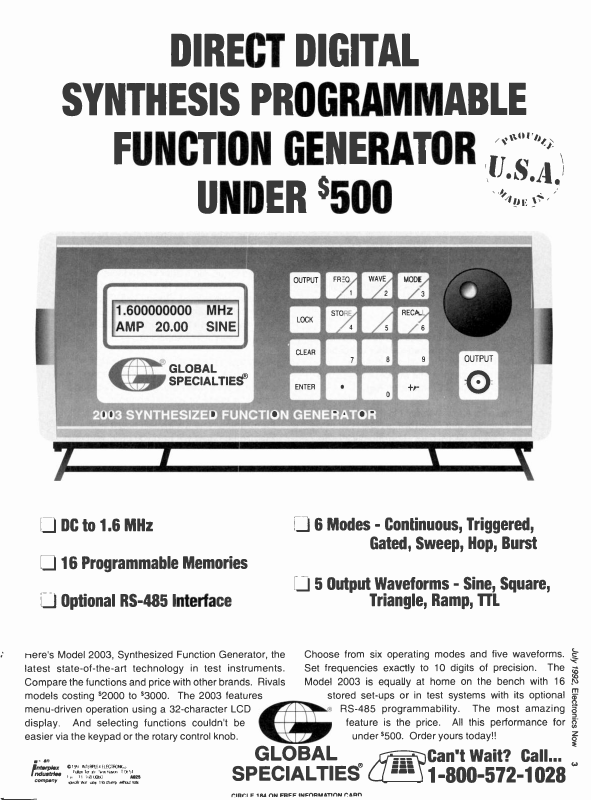 DIRECT DIGITAL
SYNTHESIS PROGRAMMABLE
FUNCTION GENERATOR
UNDER $500
PROUDLY
U.S.A.
MADE IN
1.600000000 MHz
AMP 20.00 SINE
GLOBAL
SPECIALTIES®
OUTPUT FREQ 1 WAVE 2 MODE 3
LOCK STORE 4 5 RECALL 6
CLEAR 7 8 9
ENTER • 0 +/-
OUTPUT
2003 SYNTHESIZED FUNCTION GENERATOR
DC to 1.6 MHz
16 Programmable Memories
Optional RS-485 Interface
6 Modes - Continuous, Triggered,
Gated, Sweep, Hop, Burst
5 Output Waveforms - Sine, Square,
Triangle, Ramp, TTL
Here's Model 2003, Synthesized Function Generator, the
latest state-of-the-art technology in test instruments.
Compare the functions and price with other brands. Rivals
models costing $2000 to $3000. The 2003 features
menu-driven operation using a 32-character LCD
display. And selecting functions couldn't be
easier via the keypad or the rotary control knob.
Choose from six operating modes and five waveforms.
Set frequencies exactly to 10 digits of precision. The
Model 2003 is equally at home on the bench with 16
stored set-ups or in test systems with its optional
RS-485 programmability. The most amazing
feature is the price. All this performance for
under $500. Order yours today!!
GLOBAL
SPECIALTIES®
Can't Wait? Call...
1-800-572-1028
an
Interplex
Industries
company
July 1992, Electronics Now
3
CIRCLE 184 ON FREE INFORMATION CARD